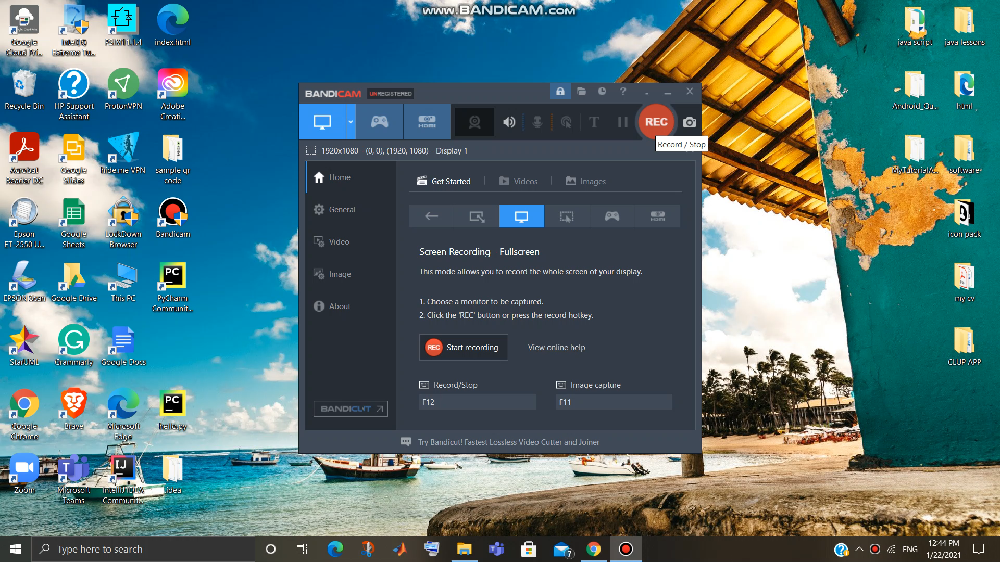 www.BANDICAM.com
Google
Cloud Pri...
Intel(R)
Extreme Tu...
PSIM11.1.4
index.html
Recycle Bin
HP Support
Assistant
ProtonVPN
Adobe
Creati...
Acrobat
Reader DC
Google
Slides
hide.me VPN
sample qr
code
Epson
ET-2550 U...
Google
Sheets
LockDown
Browser
Bandicam
EPSON Scan
Google Drive
This PC
PC
PyCharm
Communit...
StarUML
Grammarly
Google Docs
Google
Chrome
Brave
Microsoft
Edge
PC
hello.py
Zoom
Microsoft
Teams
IJ
IntelliJ IDEA
Communit...
.idea
BANDICAM UNREGISTERED
HDMI
REC
Record / Stop
1920x1080 - (0, 0), (1920, 1080) - Display 1
Home
General
Video
Image
About
BANDICUT
Get Started
Videos
Images
HDMI
Screen Recording - Fullscreen
This mode allows you to record the whole screen of your display.
1. Choose a monitor to be captured.
2. Click the 'REC' button or press the record hotkey.
REC Start recording
View online help
Record/Stop
F12
Image capture
F11
Try Bandicut! Fastest Lossless Video Cutter and Joiner
java script
java lessons
Android_Qu...
html
MyTutorialA...
software
icon pack
PDF
my cv
CLUP APP
Type here to search
7
ENG
12:44 PM
1/22/2021